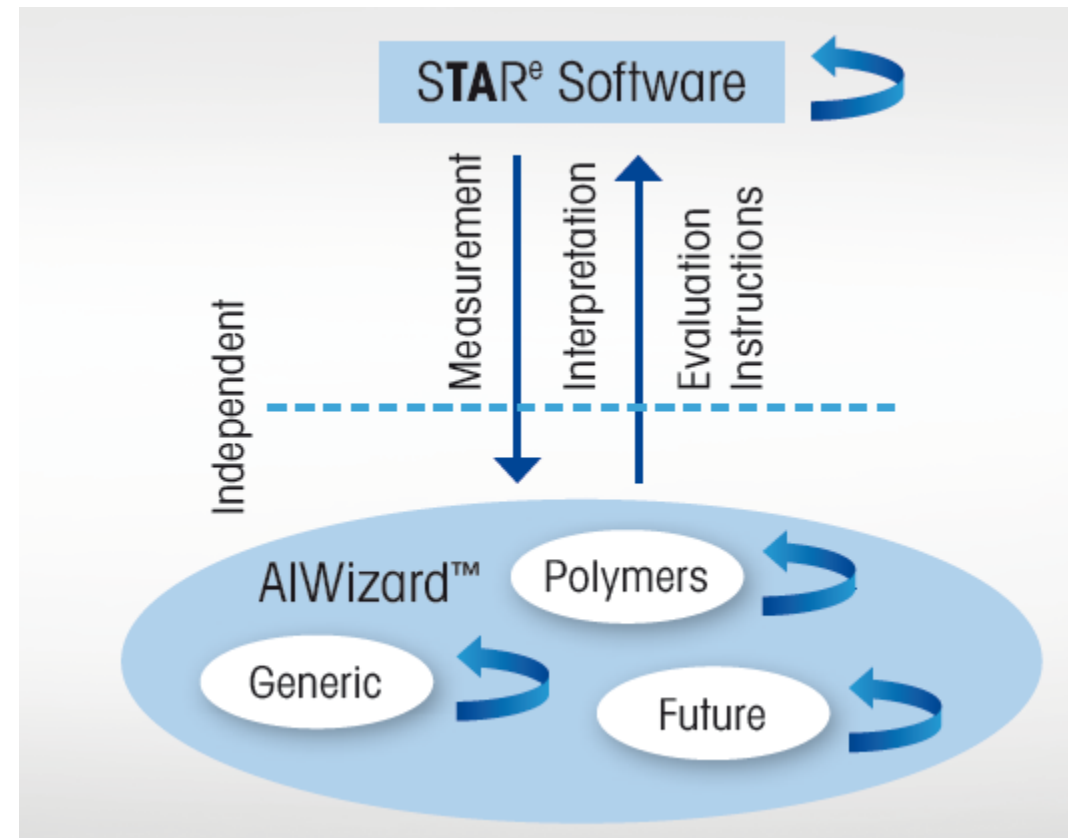 STARᵉ Software
Measurement
Interpretation
Evaluation
Instructions
Independent
AIWizard™
Polymers
Generic
Future